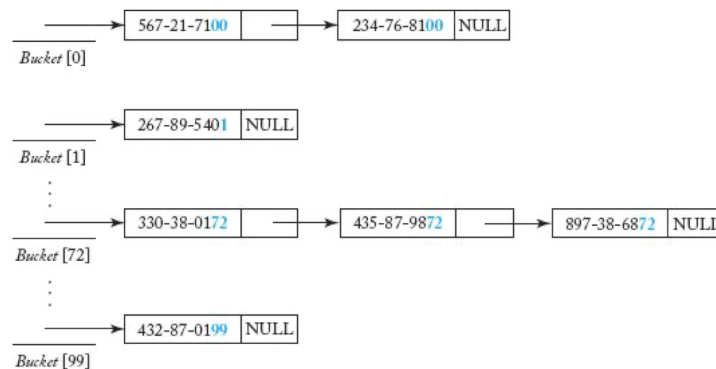 567-21-7100 234-76-8100 NULL
Bucket [0]
267-89-5401 NULL
Bucket [1]
330-38-0172 435-87-9872 897-38-6872 NULL
Bucket [72]
432-87-0199 NULL
Bucket [99]